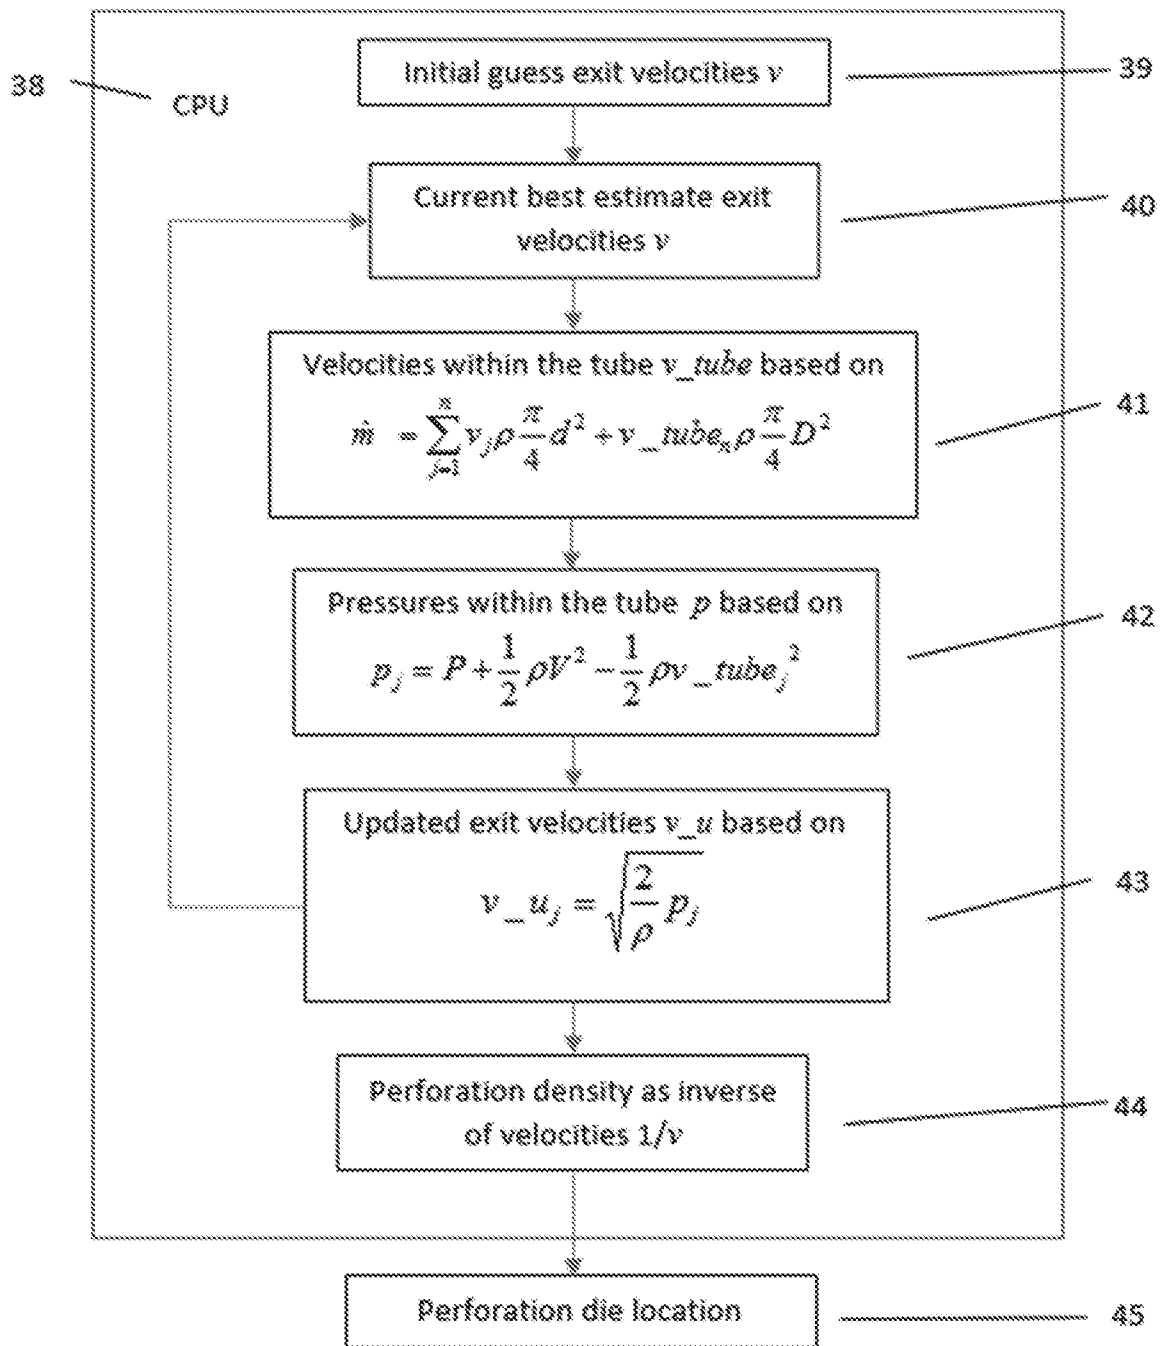 38
CPU
Initial guess exit velocities v
39
Current best estimate exit
velocities v
40
Velocities within the tube v_tube based on
ṁ = ∑_{j=1}^{n} v_j ρ π/4 d² + v_tube_n ρ π/4 D²
41
Pressures within the tube p based on
p_j = P + 1/2 ρV² − 1/2 ρv_tube_j²
42
Updated exit velocities v_u based on
v_u_j = √(2/ρ p_j)
43
Perforation density as inverse
of velocities 1/v
44
Perforation die location
45